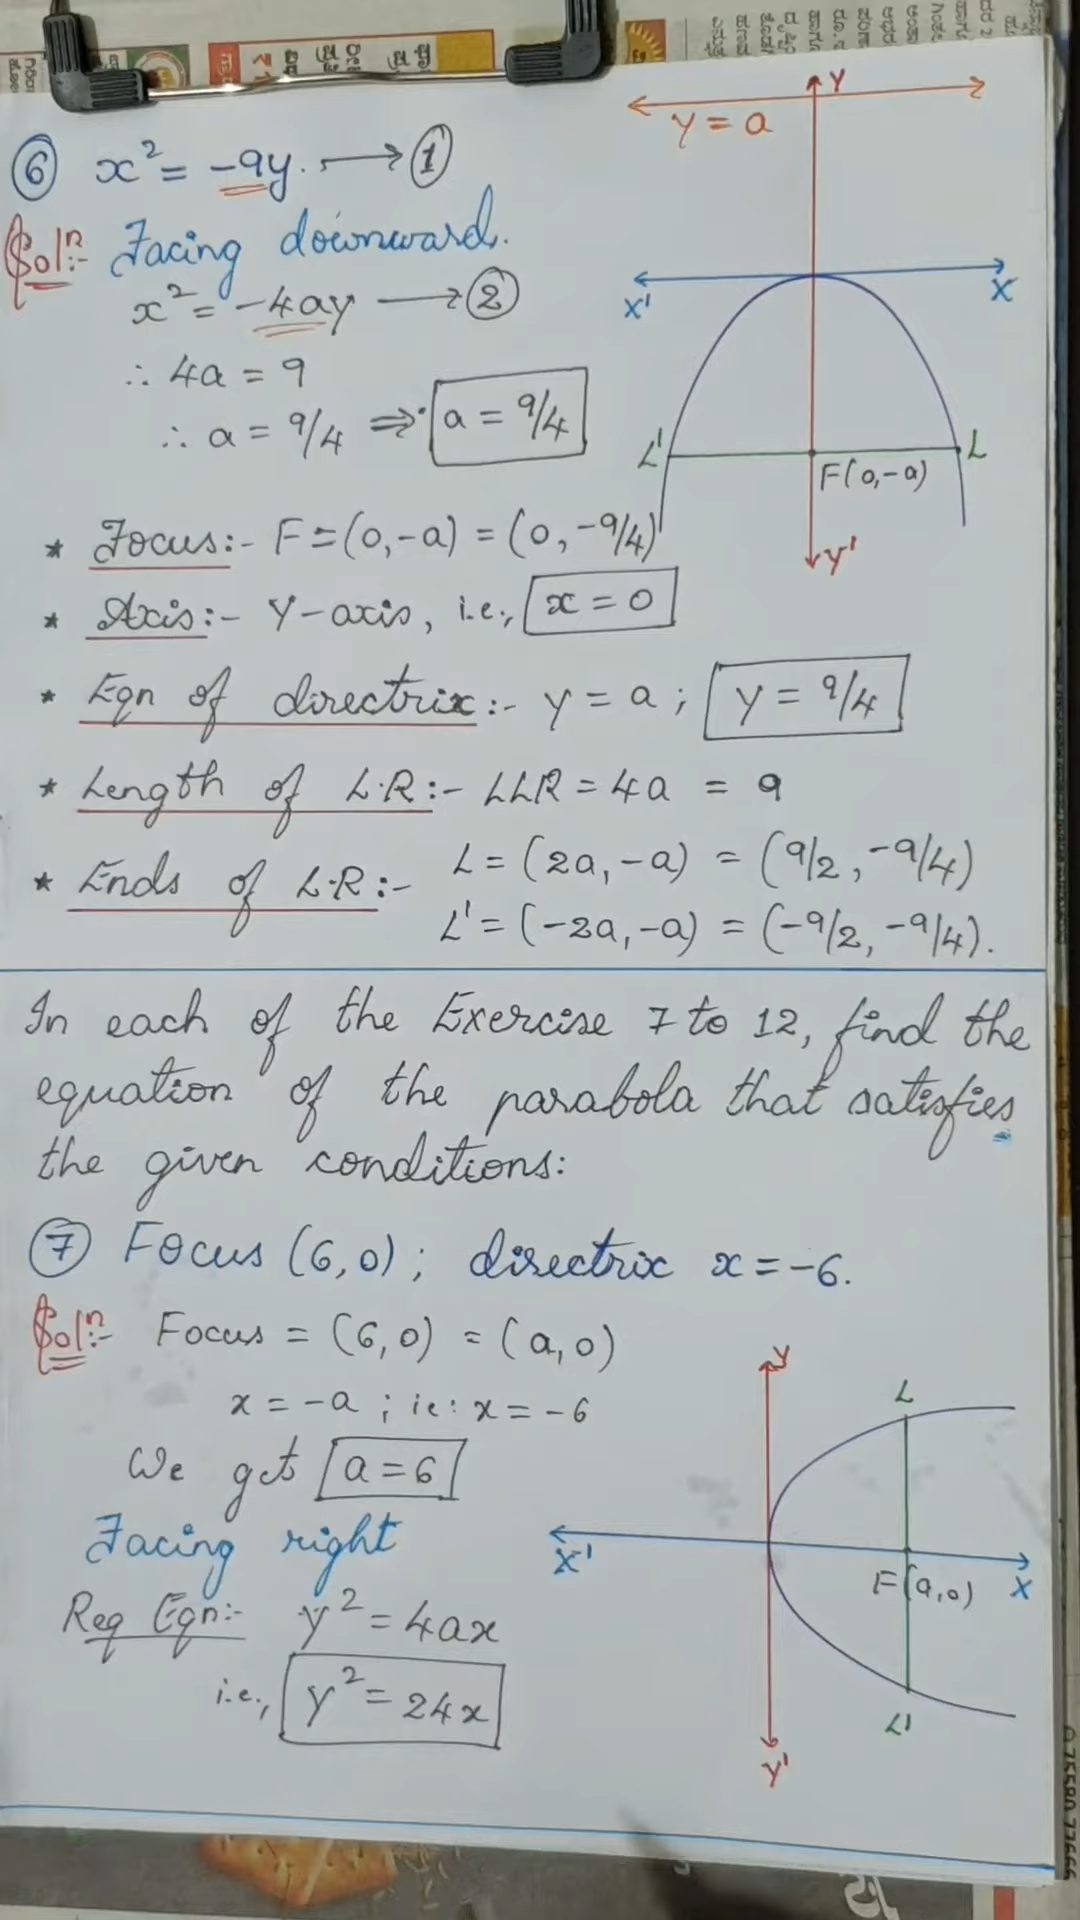 y = a
Y
⑥ x² = -9y. → ①
Soln:- Facing downward.
x² = -4ay → ②
∴ 4a = 9
∴ a = 9/4 ⇒ a = 9/4
X'
X
L'
L
F(0,-a)
Y'
* Focus:- F = (0,-a) = (0, -9/4)
* Axis:- Y-axis, i.e., x = 0
* Eqn of directrix:- y = a ; y = 9/4
* Length of L.R:- LLR = 4a = 9
* Ends of L.R:- L = (2a, -a) = (9/2, -9/4)
L' = (-2a, -a) = (-9/2, -9/4).
In each of the Exercise 7 to 12, find the
equation of the parabola that satisfies
the given conditions:
⑦ Focus (6,0); directrix x = -6.
Soln:- Focus = (6,0) = (a,0)
x = -a ; ie: x = -6
We get a = 6
Facing right
Req Eqn:- y² = 4ax
i.e., y² = 24x
Y
L
X'
F(a,0)
X
L'
Y'